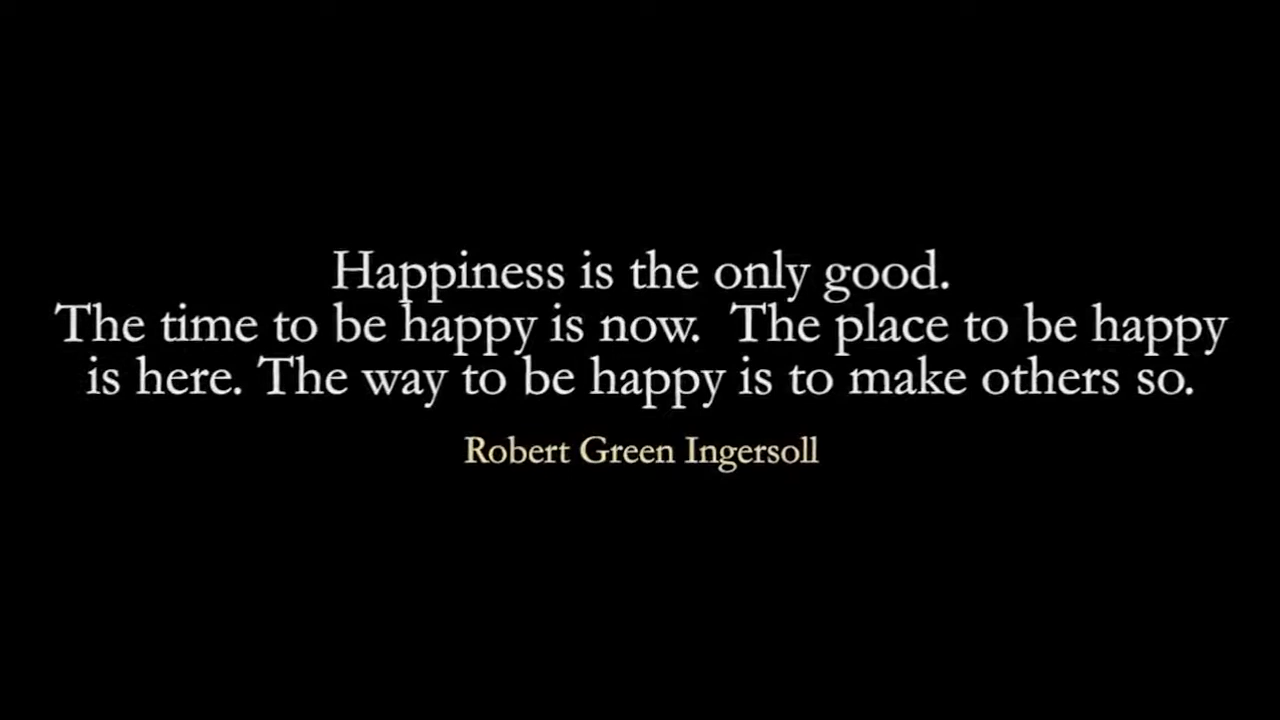 Happiness is the only good.
The time to be happy is now.  The place to be happy
is here. The way to be happy is to make others so.
Robert Green Ingersoll